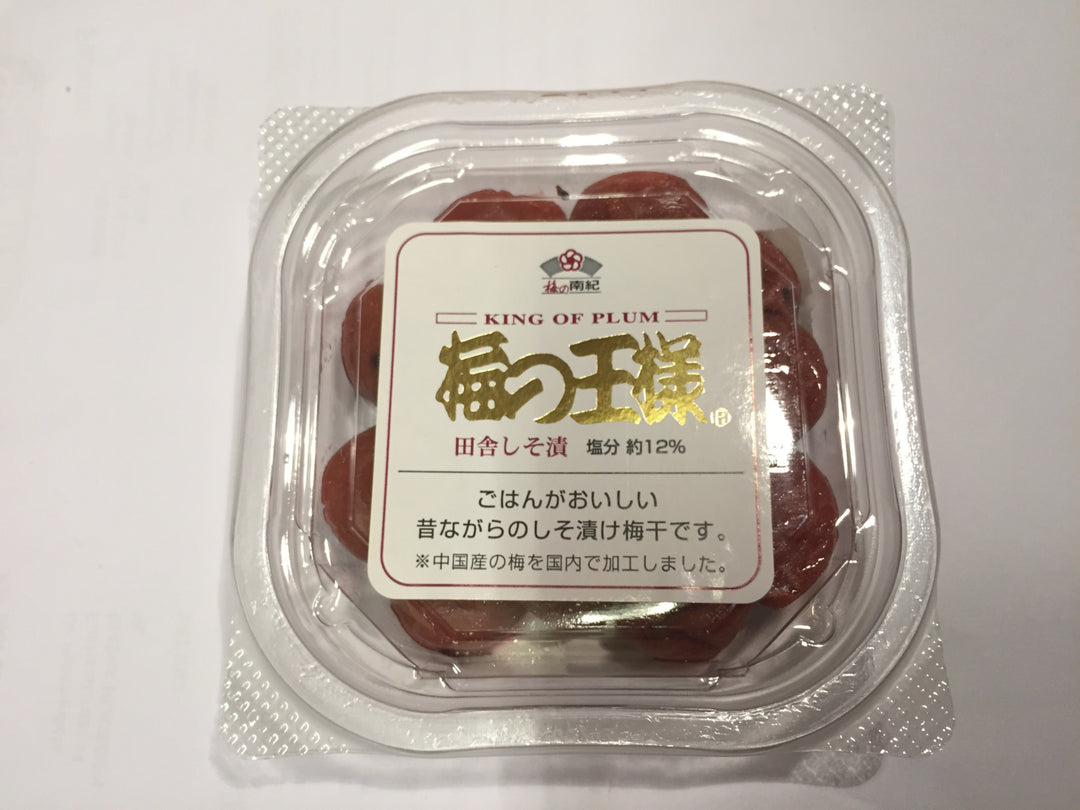 梅の南紀
KING OF PLUM
梅の王様
田舎しそ漬 塩分 約12%
ごはんがおいしい
昔ながらのしそ漬け梅干です。
※中国産の梅を国内で加工しました。